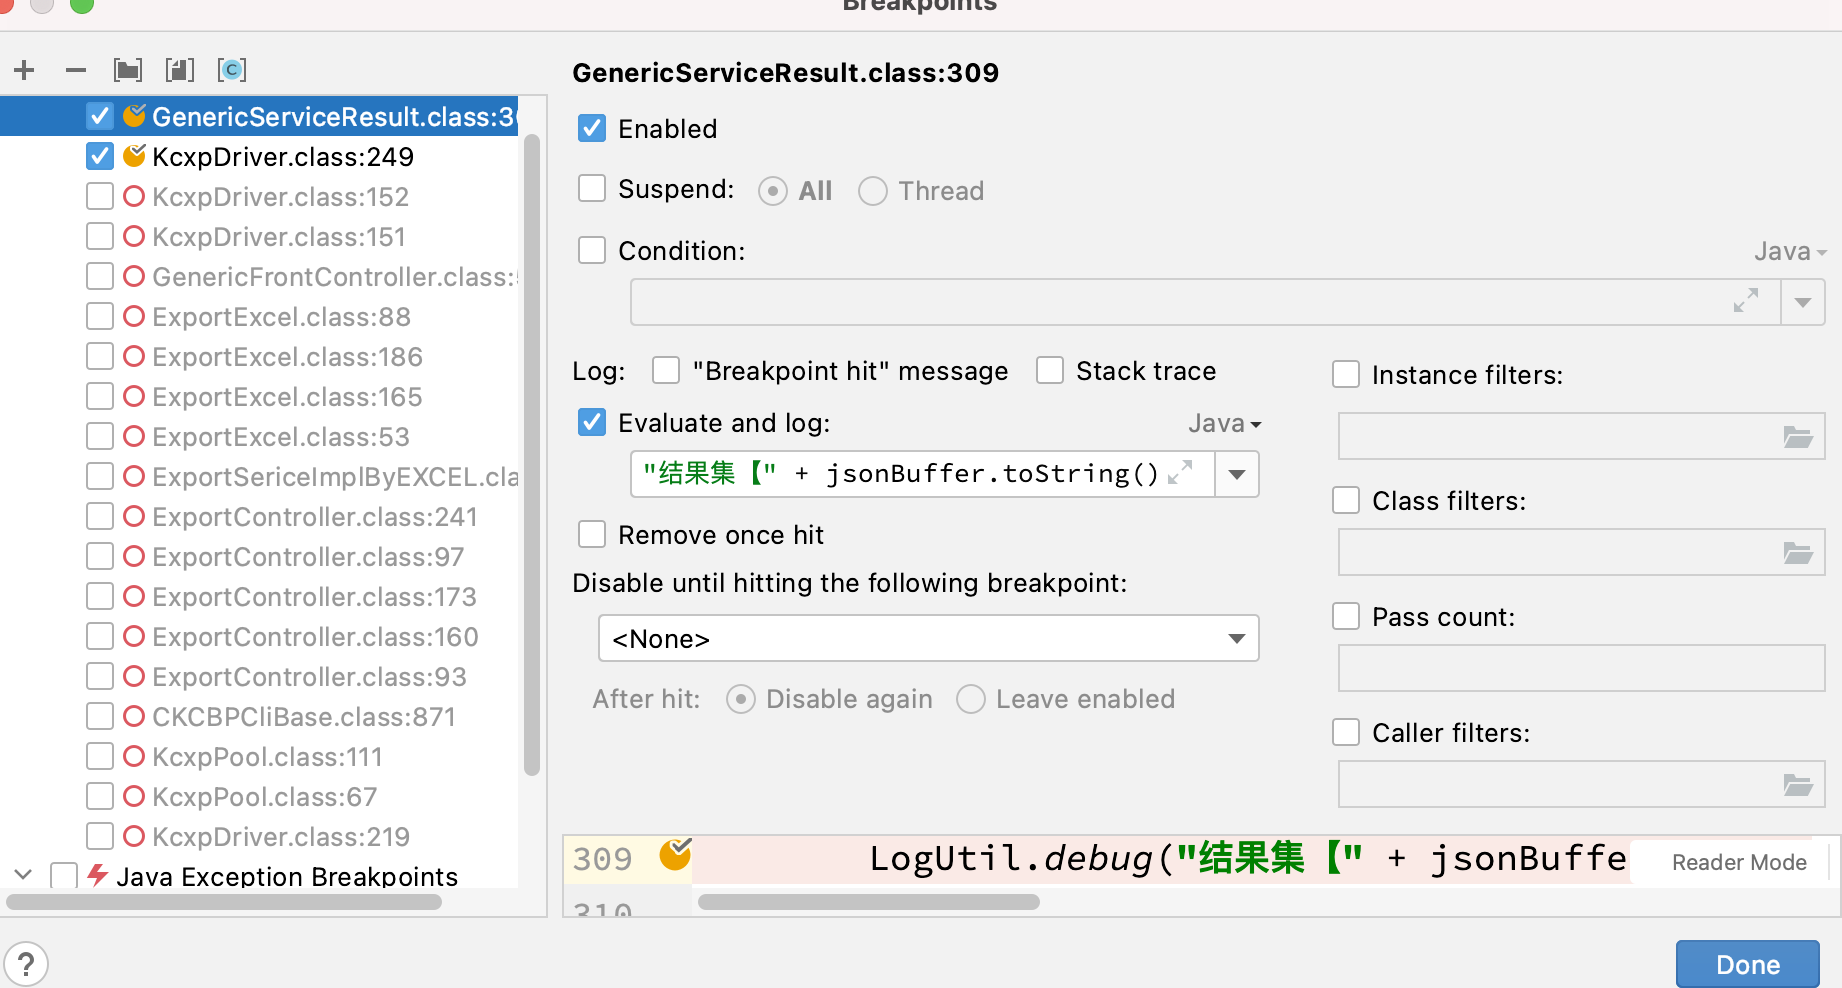 Breakpoints
GenericServiceResult.class:30
KcxpDriver.class:249
KcxpDriver.class:152
KcxpDriver.class:151
GenericFrontController.class:
ExportExcel.class:88
ExportExcel.class:186
ExportExcel.class:165
ExportExcel.class:53
ExportSericeImplByEXCEL.cla
ExportController.class:241
ExportController.class:97
ExportController.class:173
ExportController.class:160
ExportController.class:93
CKCBPCliBase.class:871
KcxpPool.class:111
KcxpPool.class:67
KcxpDriver.class:219
Java Exception Breakpoints
GenericServiceResult.class:309
Enabled
Suspend: All Thread
Condition: Java
Log: "Breakpoint hit" message Stack trace
Evaluate and log: Java
"结果集【" + jsonBuffer.toString()
Remove once hit
Disable until hitting the following breakpoint:
<None>
After hit: Disable again Leave enabled
Instance filters:
Class filters:
Pass count:
Caller filters:
309 LogUtil.debug("结果集【" + jsonBuffe
Reader Mode
310
?
Done